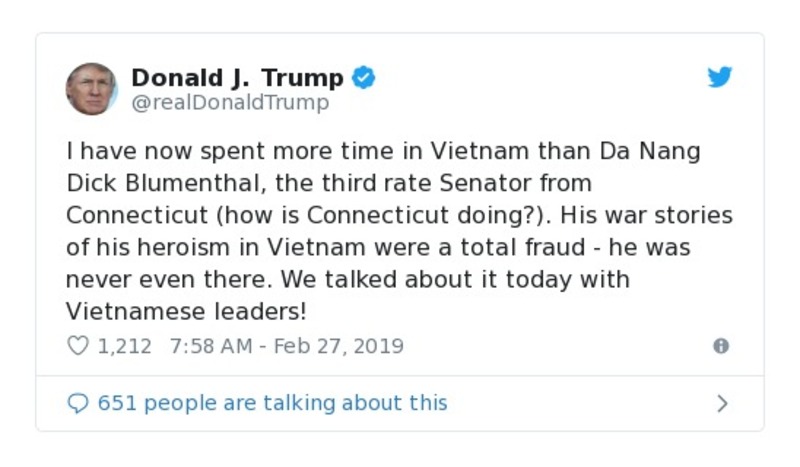 Donald J. Trump
@realDonaldTrump
I have now spent more time in Vietnam than Da Nang
Dick Blumenthal, the third rate Senator from
Connecticut (how is Connecticut doing?). His war stories
of his heroism in Vietnam were a total fraud - he was
never even there. We talked about it today with
Vietnamese leaders!
1,212 7:58 AM - Feb 27, 2019
651 people are talking about this